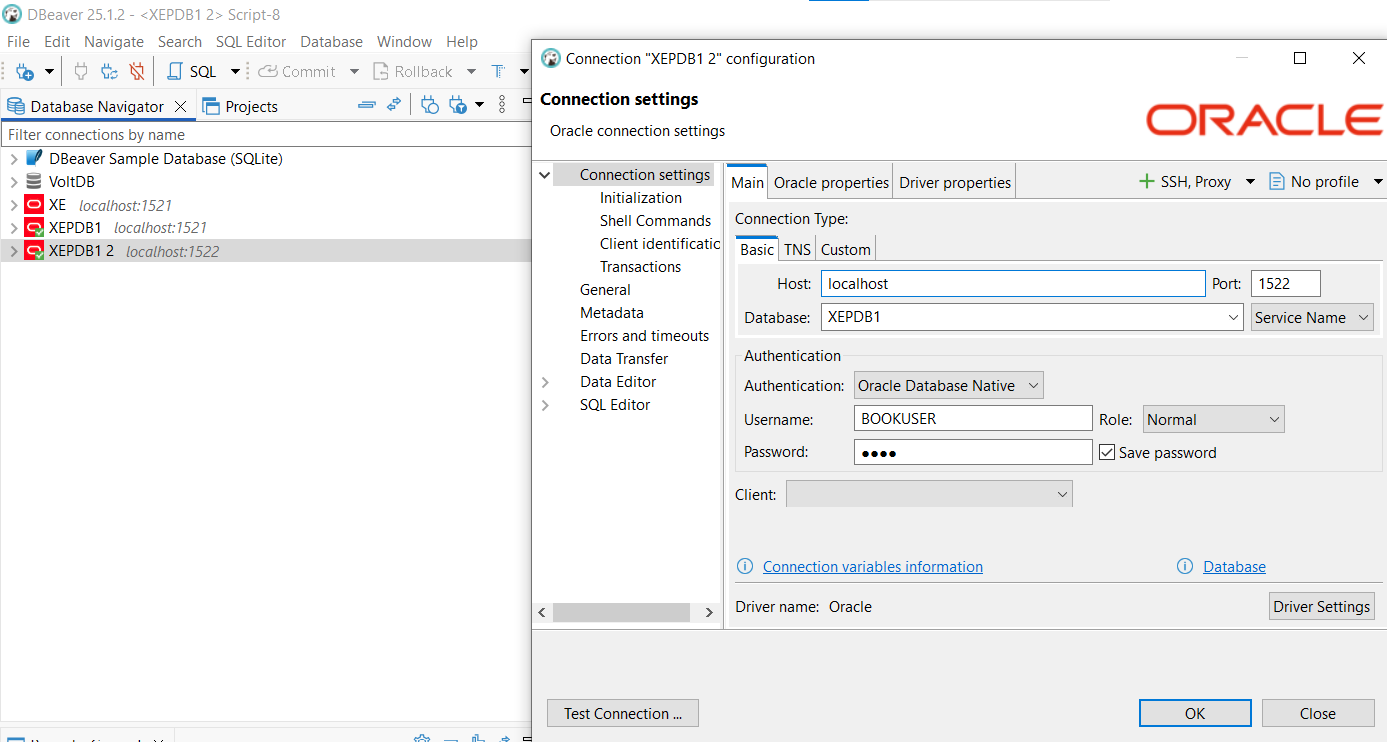 DBeaver 25.1.2 - <XEPDB1 2> Script-8
File Edit Navigate Search SQL Editor Database Window Help
SQL Commit Rollback T
Database Navigator Projects
Filter connections by name
DBeaver Sample Database (SQLite)
VoltDB
XE localhost:1521
XEPDB1 localhost:1521
XEPDB1 2 localhost:1522
Connection "XEPDB1 2" configuration
Connection settings
Oracle connection settings
ORACLE
Connection settings
Initialization
Shell Commands
Client identificatic
Transactions
General
Metadata
Errors and timeouts
Data Transfer
Data Editor
SQL Editor
Main Oracle properties Driver properties SSH, Proxy No profile
Connection Type:
Basic TNS Custom
Host: localhost Port: 1522
Database: XEPDB1 Service Name
Authentication
Authentication: Oracle Database Native
Username: BOOKUSER Role: Normal
Password: ●●●● Save password
Client:
Connection variables information Database
Driver name: Oracle Driver Settings
Test Connection ... OK Close